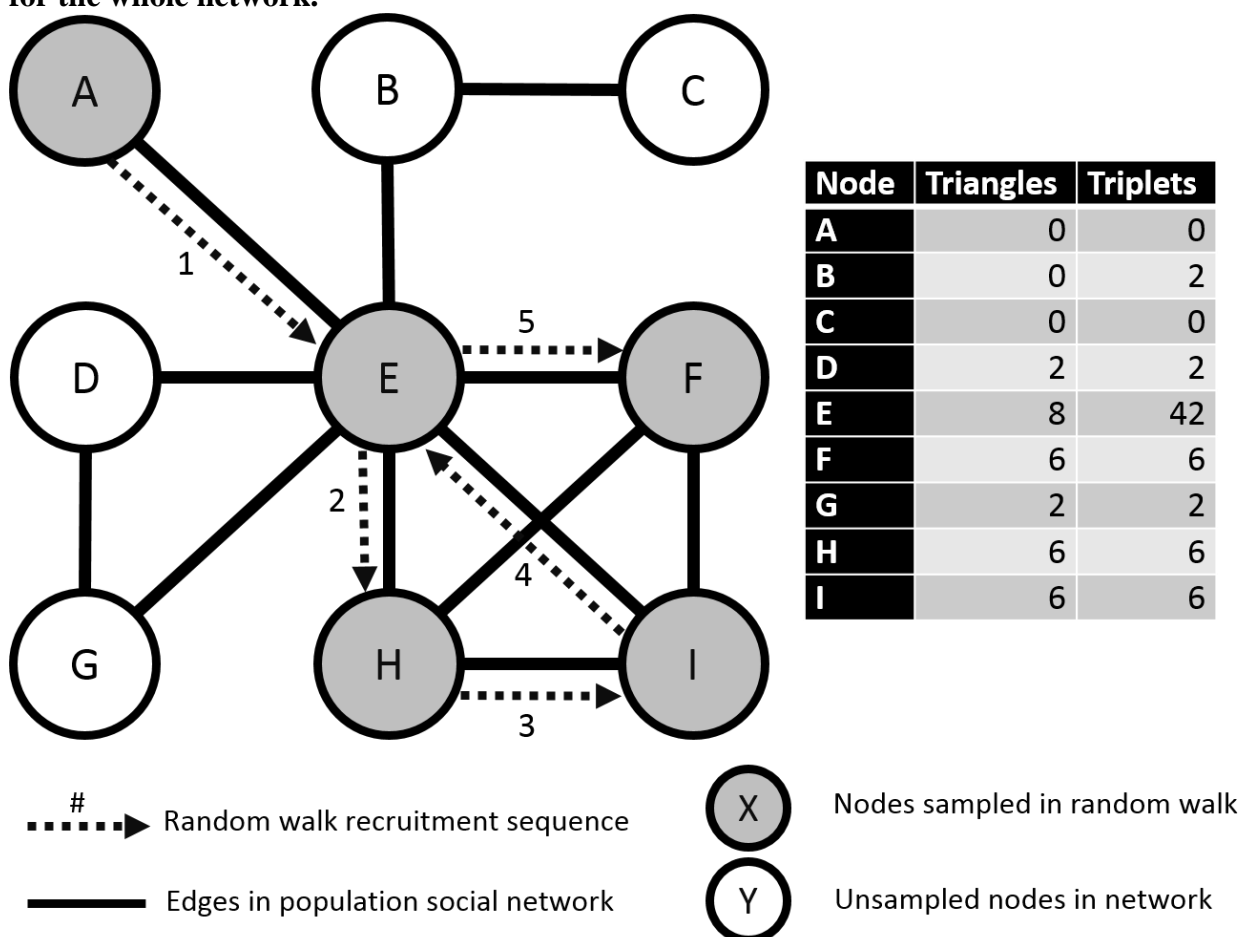 for the whole network.
A
B
C
1
5
D
E
F
2
4
G
H
I
3
Node Triangles Triplets
A 0 0
B 0 2
C 0 0
D 2 2
E 8 42
F 6 6
G 2 2
H 6 6
I 6 6
#
Random walk recruitment sequence
X
Nodes sampled in random walk
Edges in population social network
Y
Unsampled nodes in network